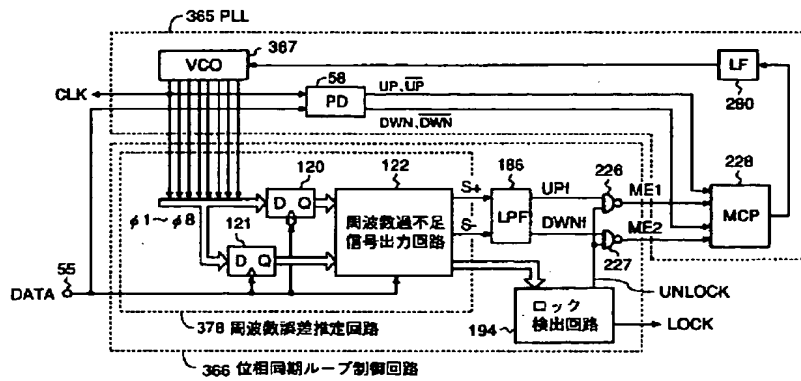 365 PLL
367
VCO
LF
280
CLK
58
PD
UP, UP
DWN, DWN
120
D Q
122
周波数過不足
信号出力回路
S+
S-
186
LPF
UPf
DWNf
226
227
ME1
ME2
228
MCP
φ1～φ8
121
D Q
55
DATA
UNLOCK
194
ロック
検出回路
LOCK
378 周波数誤差推定回路
366 位相同期ループ制御回路